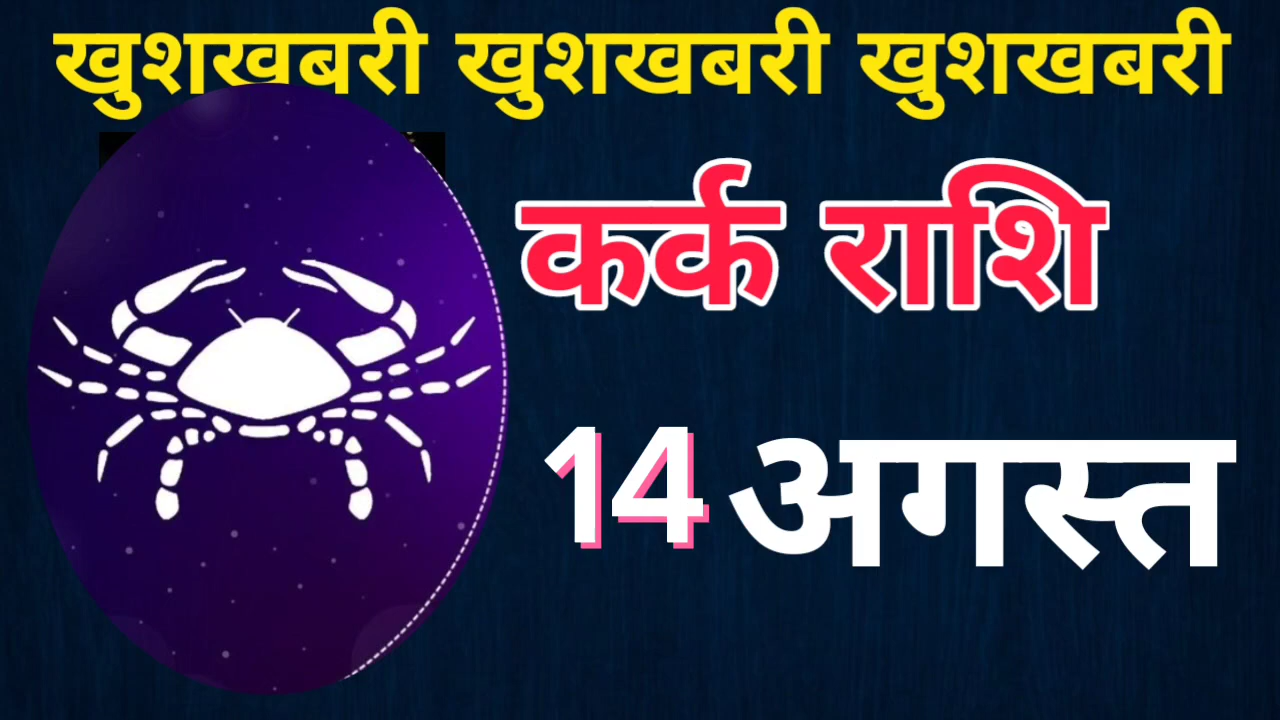 खुशखबरी खुशखबरी खुशखबरी
कर्क राशि
14 अगस्त